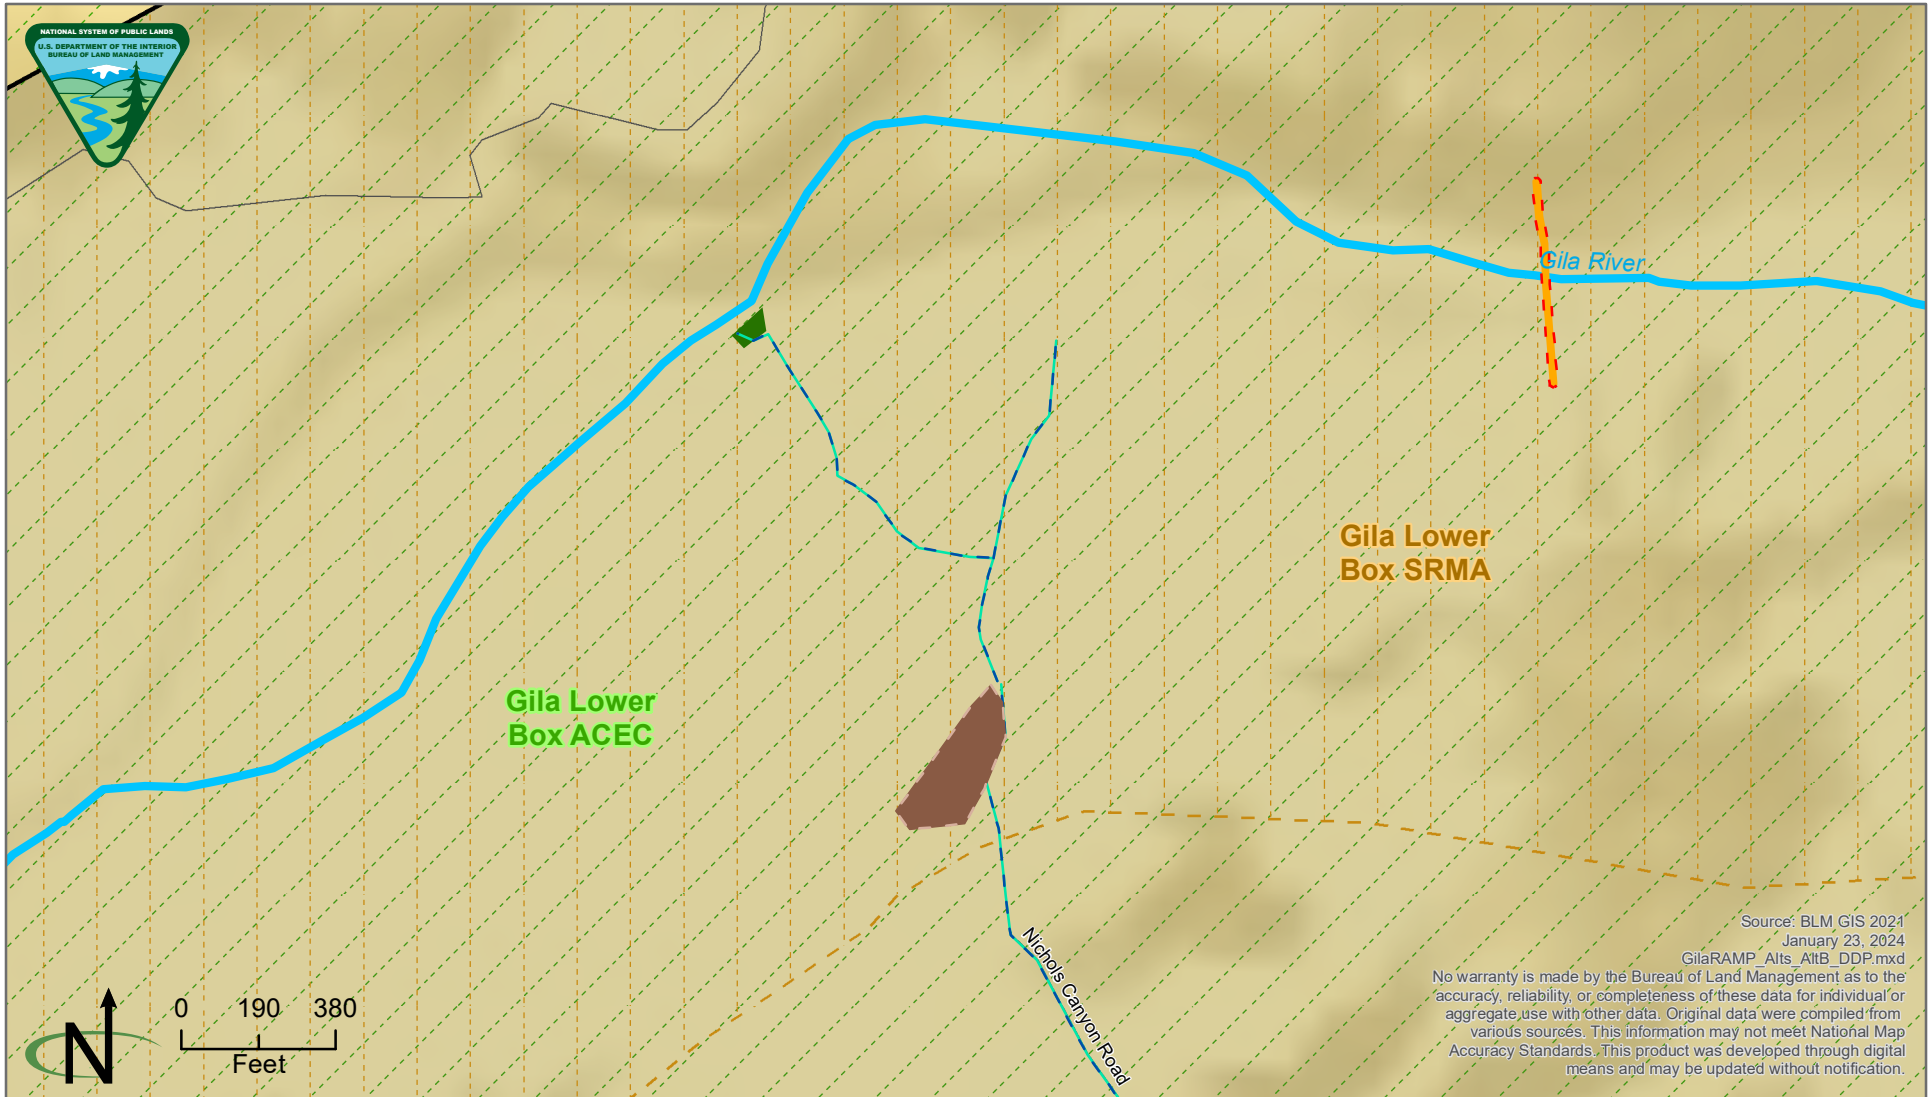 NATIONAL SYSTEM OF PUBLIC LANDS
U.S. DEPARTMENT OF THE INTERIOR
BUREAU OF LAND MANAGEMENT
Gila River
Gila Lower
Box SRMA
Gila Lower
Box ACEC
Nichols Canyon Road
Source: BLM GIS 2021
January 23, 2024
GilaRAMP_Alts_AltB_DDP.mxd
No warranty is made by the Bureau of Land Management as to the
accuracy, reliability, or completeness of these data for individual or
aggregate use with other data. Original data were compiled from
various sources. This information may not meet National Map
Accuracy Standards. This product was developed through digital
means and may be updated without notification.
N
0 190 380
Feet